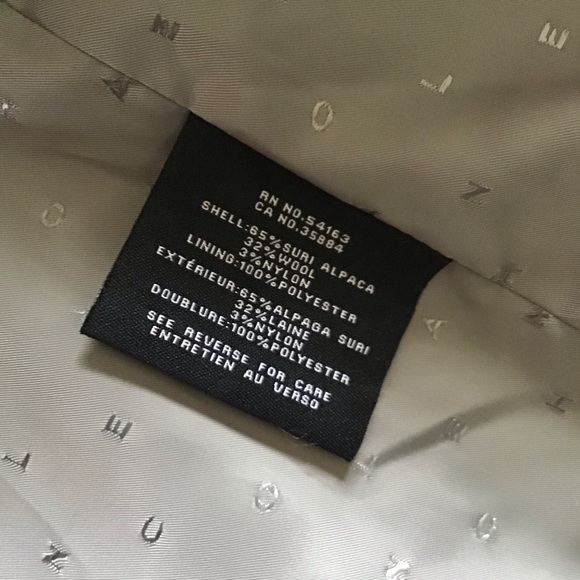 RN NO.54163
CA NO.35884
SHELL:65%SURI ALPACA
32%WOOL
3%NYLON
LINING:100%POLYESTER
EXTÉRIEUR:65%ALPAGA SURI
32%LAINE
3%NYLON
DOUBLURE:100%POLYESTER
SEE REVERSE FOR CARE
ENTRETIEN AU VERSO